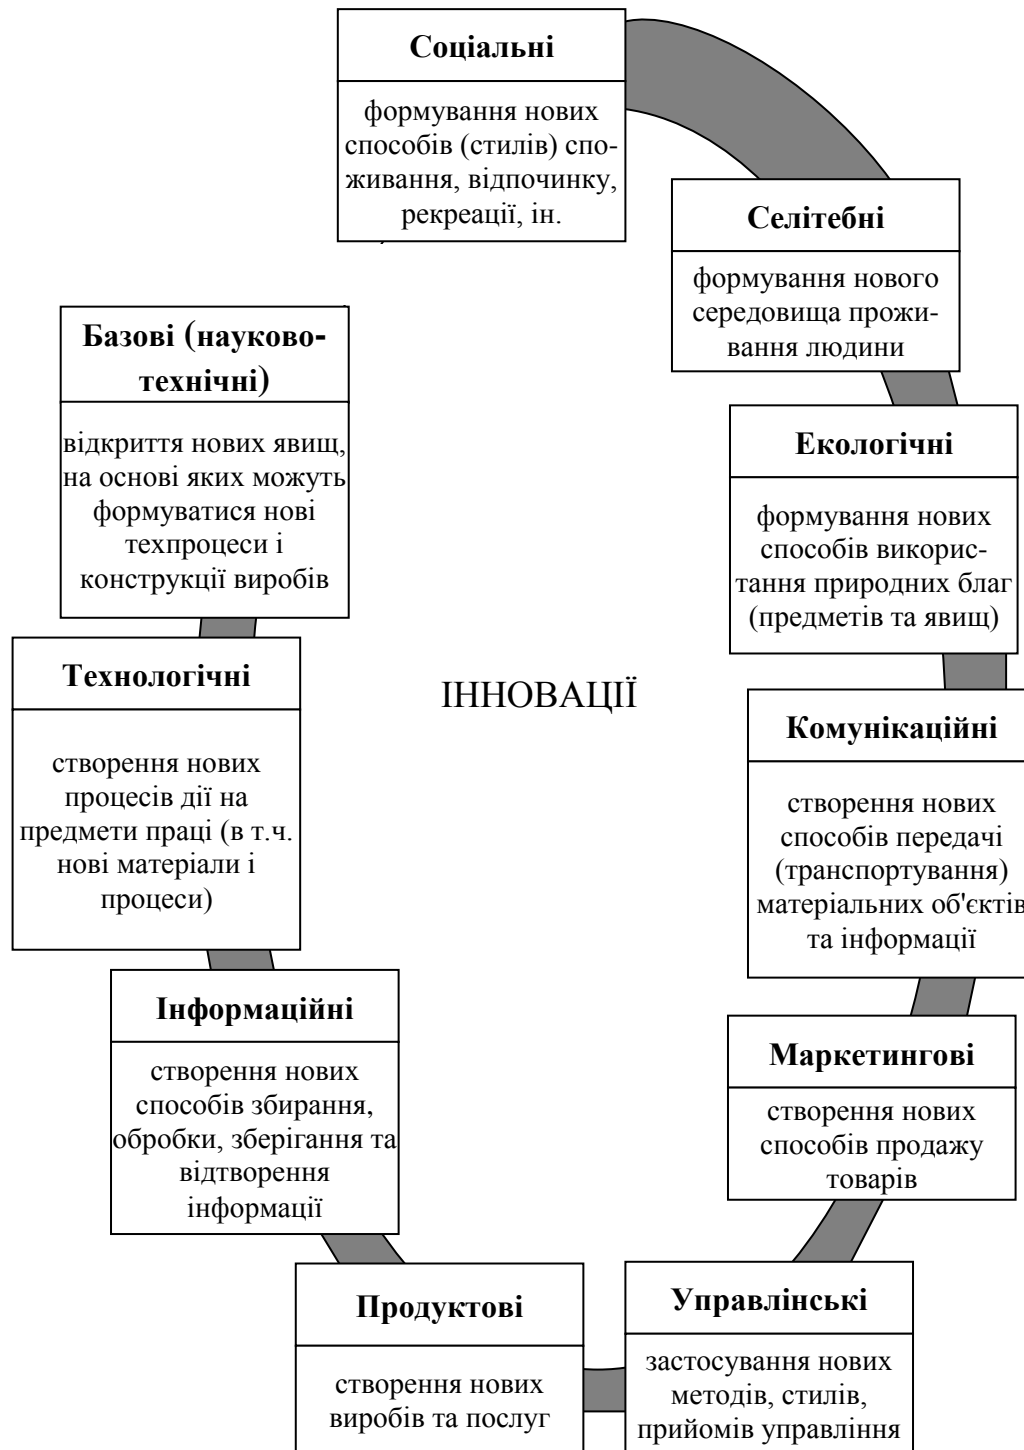 Соціальні
формування нових
способів (стилів) спо-
живання, відпочинку,
рекреації, ін.
Селітебні
формування нового
середовища прожи-
вання людини
Базові (науково-
технічні)
відкриття нових явищ,
на основі яких можуть
формуватися нові
техпроцеси і
конструкції виробів
Екологічні
формування нових
способів викорис-
тання природних благ
(предметів та явищ)
Технологічні
створення нових
процесів дії на
предмети праці (в т.ч.
нові матеріали і
процеси)
ІННОВАЦІЇ
Комунікаційні
створення нових
способів передачі
(транспортування)
матеріальних об'єктів
та інформації
Інформаційні
створення нових
способів збирання,
обробки, зберігання та
відтворення
інформації
Маркетингові
створення нових
способів продажу
товарів
Продуктові
створення нових
виробів та послуг
Управлінські
застосування нових
методів, стилів,
прийомів управління